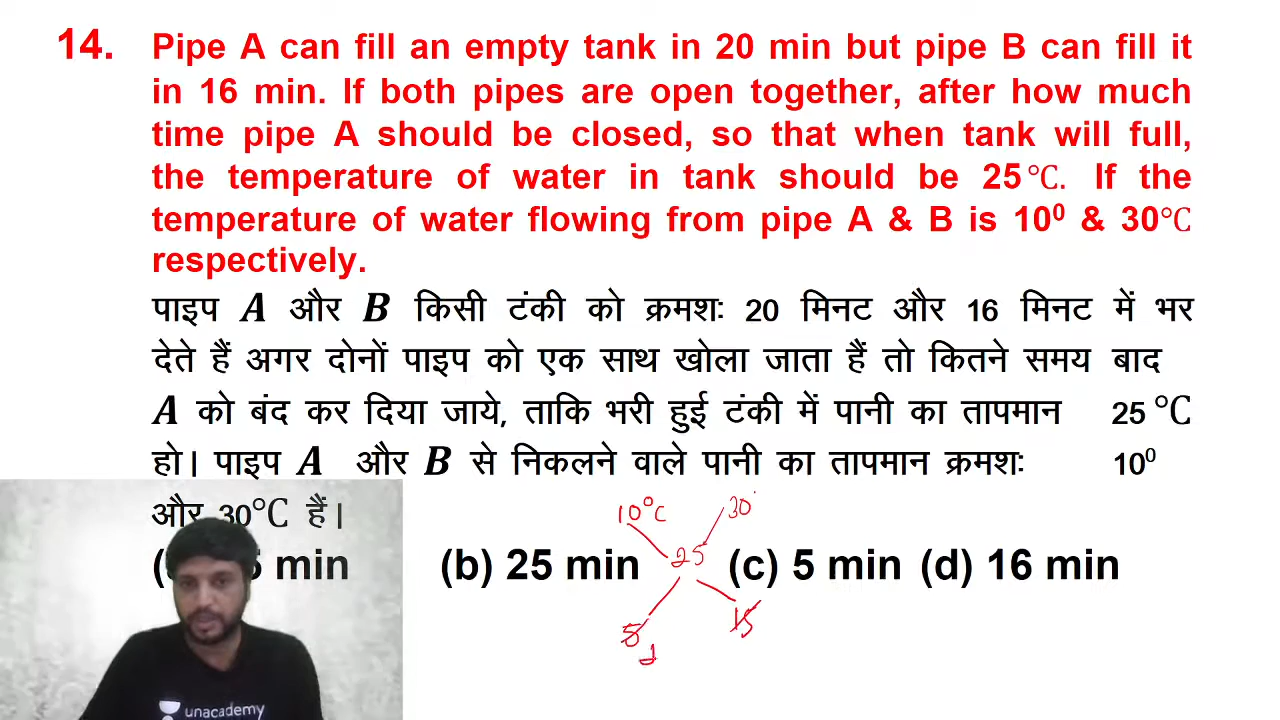 14. Pipe A can fill an empty tank in 20 min but pipe B can fill it
in 16 min. If both pipes are open together, after how much
time pipe A should be closed, so that when tank will full,
the temperature of water in tank should be 25 °C. If the
temperature of water flowing from pipe A & B is 10⁰ & 30°C
respectively.
पाइप A और B किसी टंकी को क्रमशः 20 मिनट और 16 मिनट में भर
देते हैं अगर दोनों पाइप को एक साथ खोला जाता हैं तो कितने समय बाद
A को बंद कर दिया जाये, ताकि भरी हुई टंकी में पानी का तापमान 25 °C
हो। पाइप A और B से निकलने वाले पानी का तापमान क्रमशः 10⁰
और 30°C हैं।
10°C 30°
min (b) 25 min 25 (c) 5 min (d) 16 min
5 15
1
unacademy